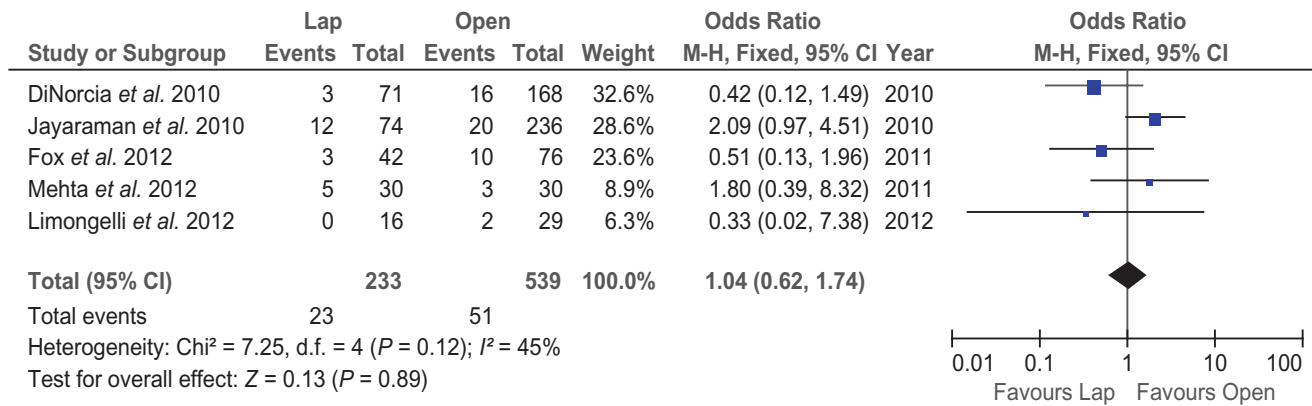 Lap Open Odds Ratio Odds Ratio
Study or Subgroup Events Total Events Total Weight M-H, Fixed, 95% CI Year M-H, Fixed, 95% CI
DiNorcia et al. 2010 3 71 16 168 32.6% 0.42 (0.12, 1.49) 2010
Jayaraman et al. 2010 12 74 20 236 28.6% 2.09 (0.97, 4.51) 2010
Fox et al. 2012 3 42 10 76 23.6% 0.51 (0.13, 1.96) 2011
Mehta et al. 2012 5 30 3 30 8.9% 1.80 (0.39, 8.32) 2011
Limongelli et al. 2012 0 16 2 29 6.3% 0.33 (0.02, 7.38) 2012
Total (95% CI) 233 539 100.0% 1.04 (0.62, 1.74)
Total events 23 51
Heterogeneity: Chi² = 7.25, d.f. = 4 (P = 0.12); I² = 45%
Test for overall effect: Z = 0.13 (P = 0.89)
0.01 0.1 1 10 100
Favours Lap Favours Open